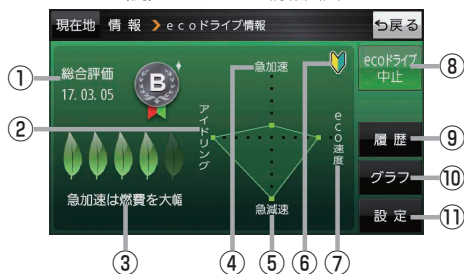 現在地 情報 > ecoドライブ情報
戻る
① 総合評価
17. 03. 05
B
④ 急加速
ecoドライブ
中止 ⑧
② アイドリング
eco速度
履歴 ⑨
グラフ ⑩
急加速は燃費を大幅
急減速
設定 ⑪
③ ④ ⑤ ⑥ ⑦